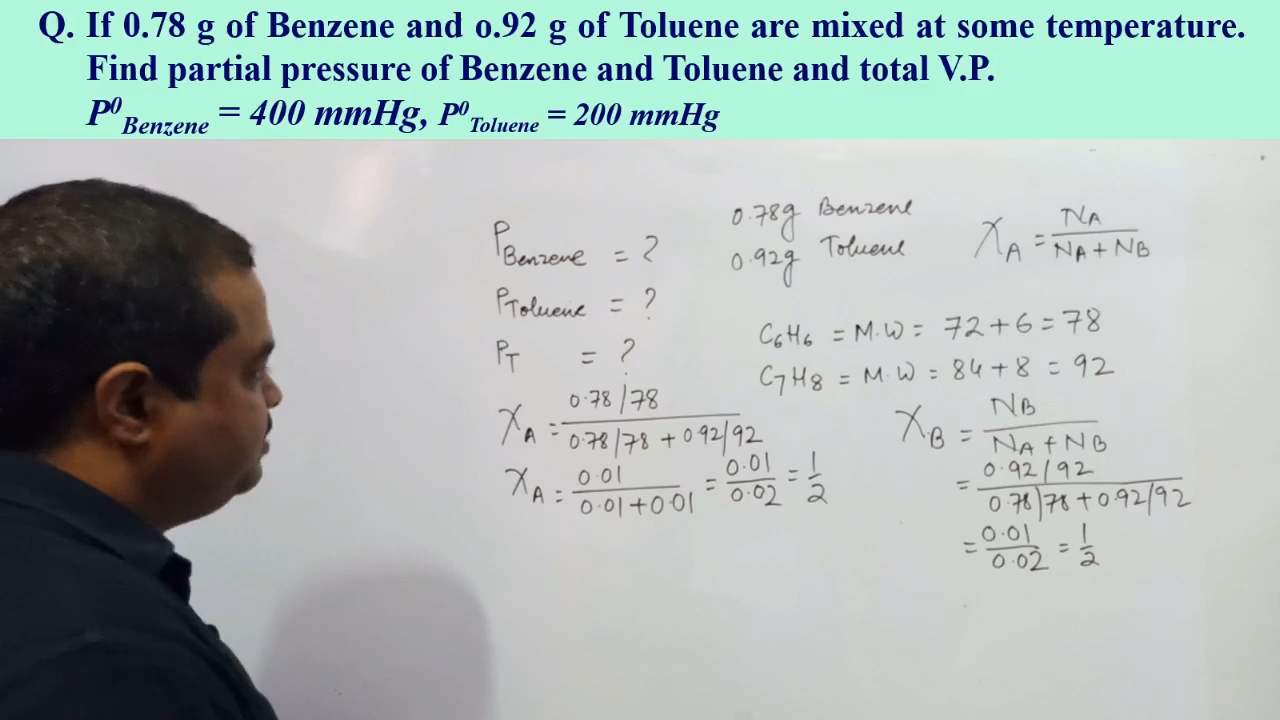 Q. If 0.78 g of Benzene and o.92 g of Toluene are mixed at some temperature.
Find partial pressure of Benzene and Toluene and total V.P.
P⁰Benzene = 400 mmHg, P⁰Toluene = 200 mmHg
PBenzene = ?
PToluene = ?
PT = ?
0.78g Benzene
0.92g Toluene
XA = NA / NA + NB
C6H6 = M.W = 72 + 6 = 78
C7H8 = M.W = 84 + 8 = 92
XA = 0.78/78 / 0.78/78 + 0.92/92
XA = 0.01 / 0.01 + 0.01 = 0.01 / 0.02 = 1/2
XB = NB / NA + NB
= 0.92/92 / 0.78/78 + 0.92/92
= 0.01 / 0.02 = 1/2